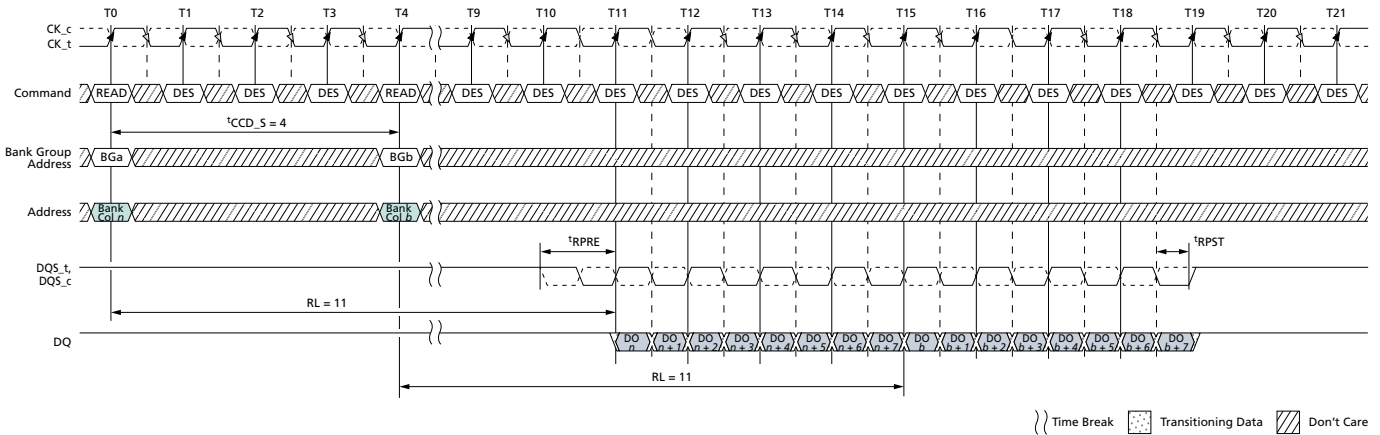 T0 T1 T2 T3 T4 T9 T10 T11 T12 T13 T14 T15 T16 T17 T18 T19 T20 T21
CK_c
CK_t
Command READ DES DES DES READ DES DES DES DES DES DES DES DES DES DES DES DES DES
tCCD_S = 4
Bank Group
Address
BGa BGb
Address
Bank
Col n
Bank
Col b
tRPRE tRPST
DQS_t,
DQS_c
RL = 11
DQ
DO
n
DO
n + 1
DO
n + 2
DO
n + 3
DO
n + 4
DO
n + 5
DO
n + 6
DO
n + 7
DO
b
DO
b + 1
DO
b + 2
DO
b + 3
DO
b + 4
DO
b + 5
DO
b + 6
DO
b + 7
RL = 11
Time Break Transitioning Data Don't Care